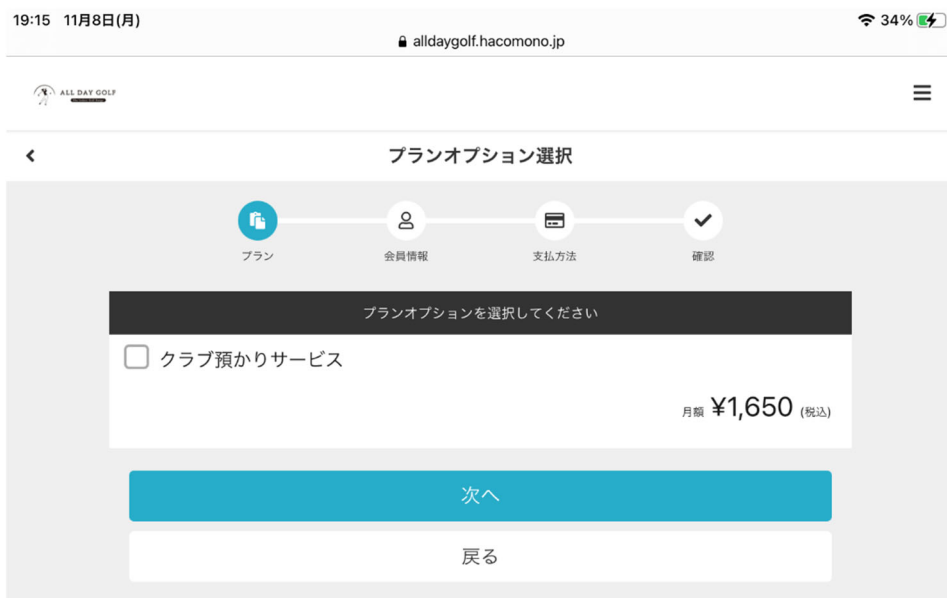 19:15 11月8日(月)
34%
alldaygolf.hacomono.jp
ALL DAY GOLF
プランオプション選択
プラン
会員情報
支払方法
確認
プランオプションを選択してください
クラブ預かりサービス
月額 ¥1,650 (税込)
次へ
戻る